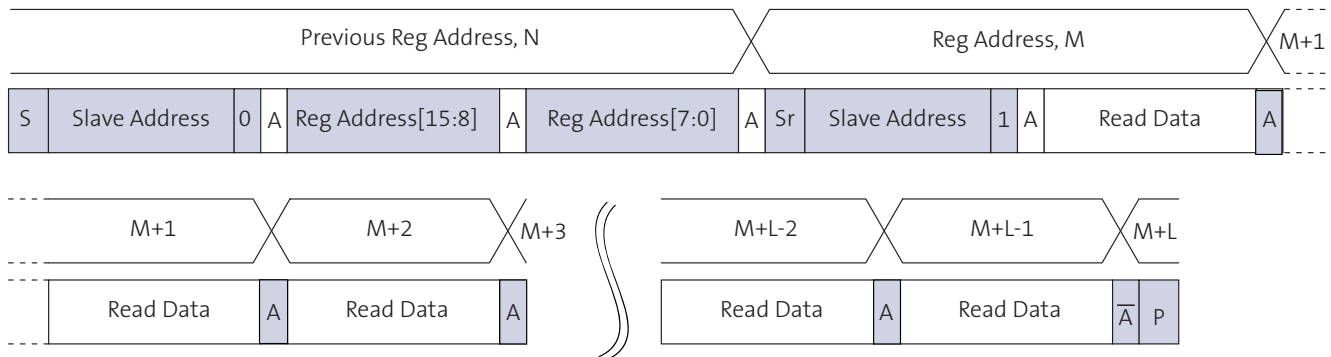 Previous Reg Address, N Reg Address, M M+1
S Slave Address 0 A Reg Address[15:8] A Reg Address[7:0] A Sr Slave Address 1 A Read Data A
M+1 M+2 M+3 M+L-2 M+L-1 M+L
Read Data A Read Data A Read Data A Read Data A̅ P